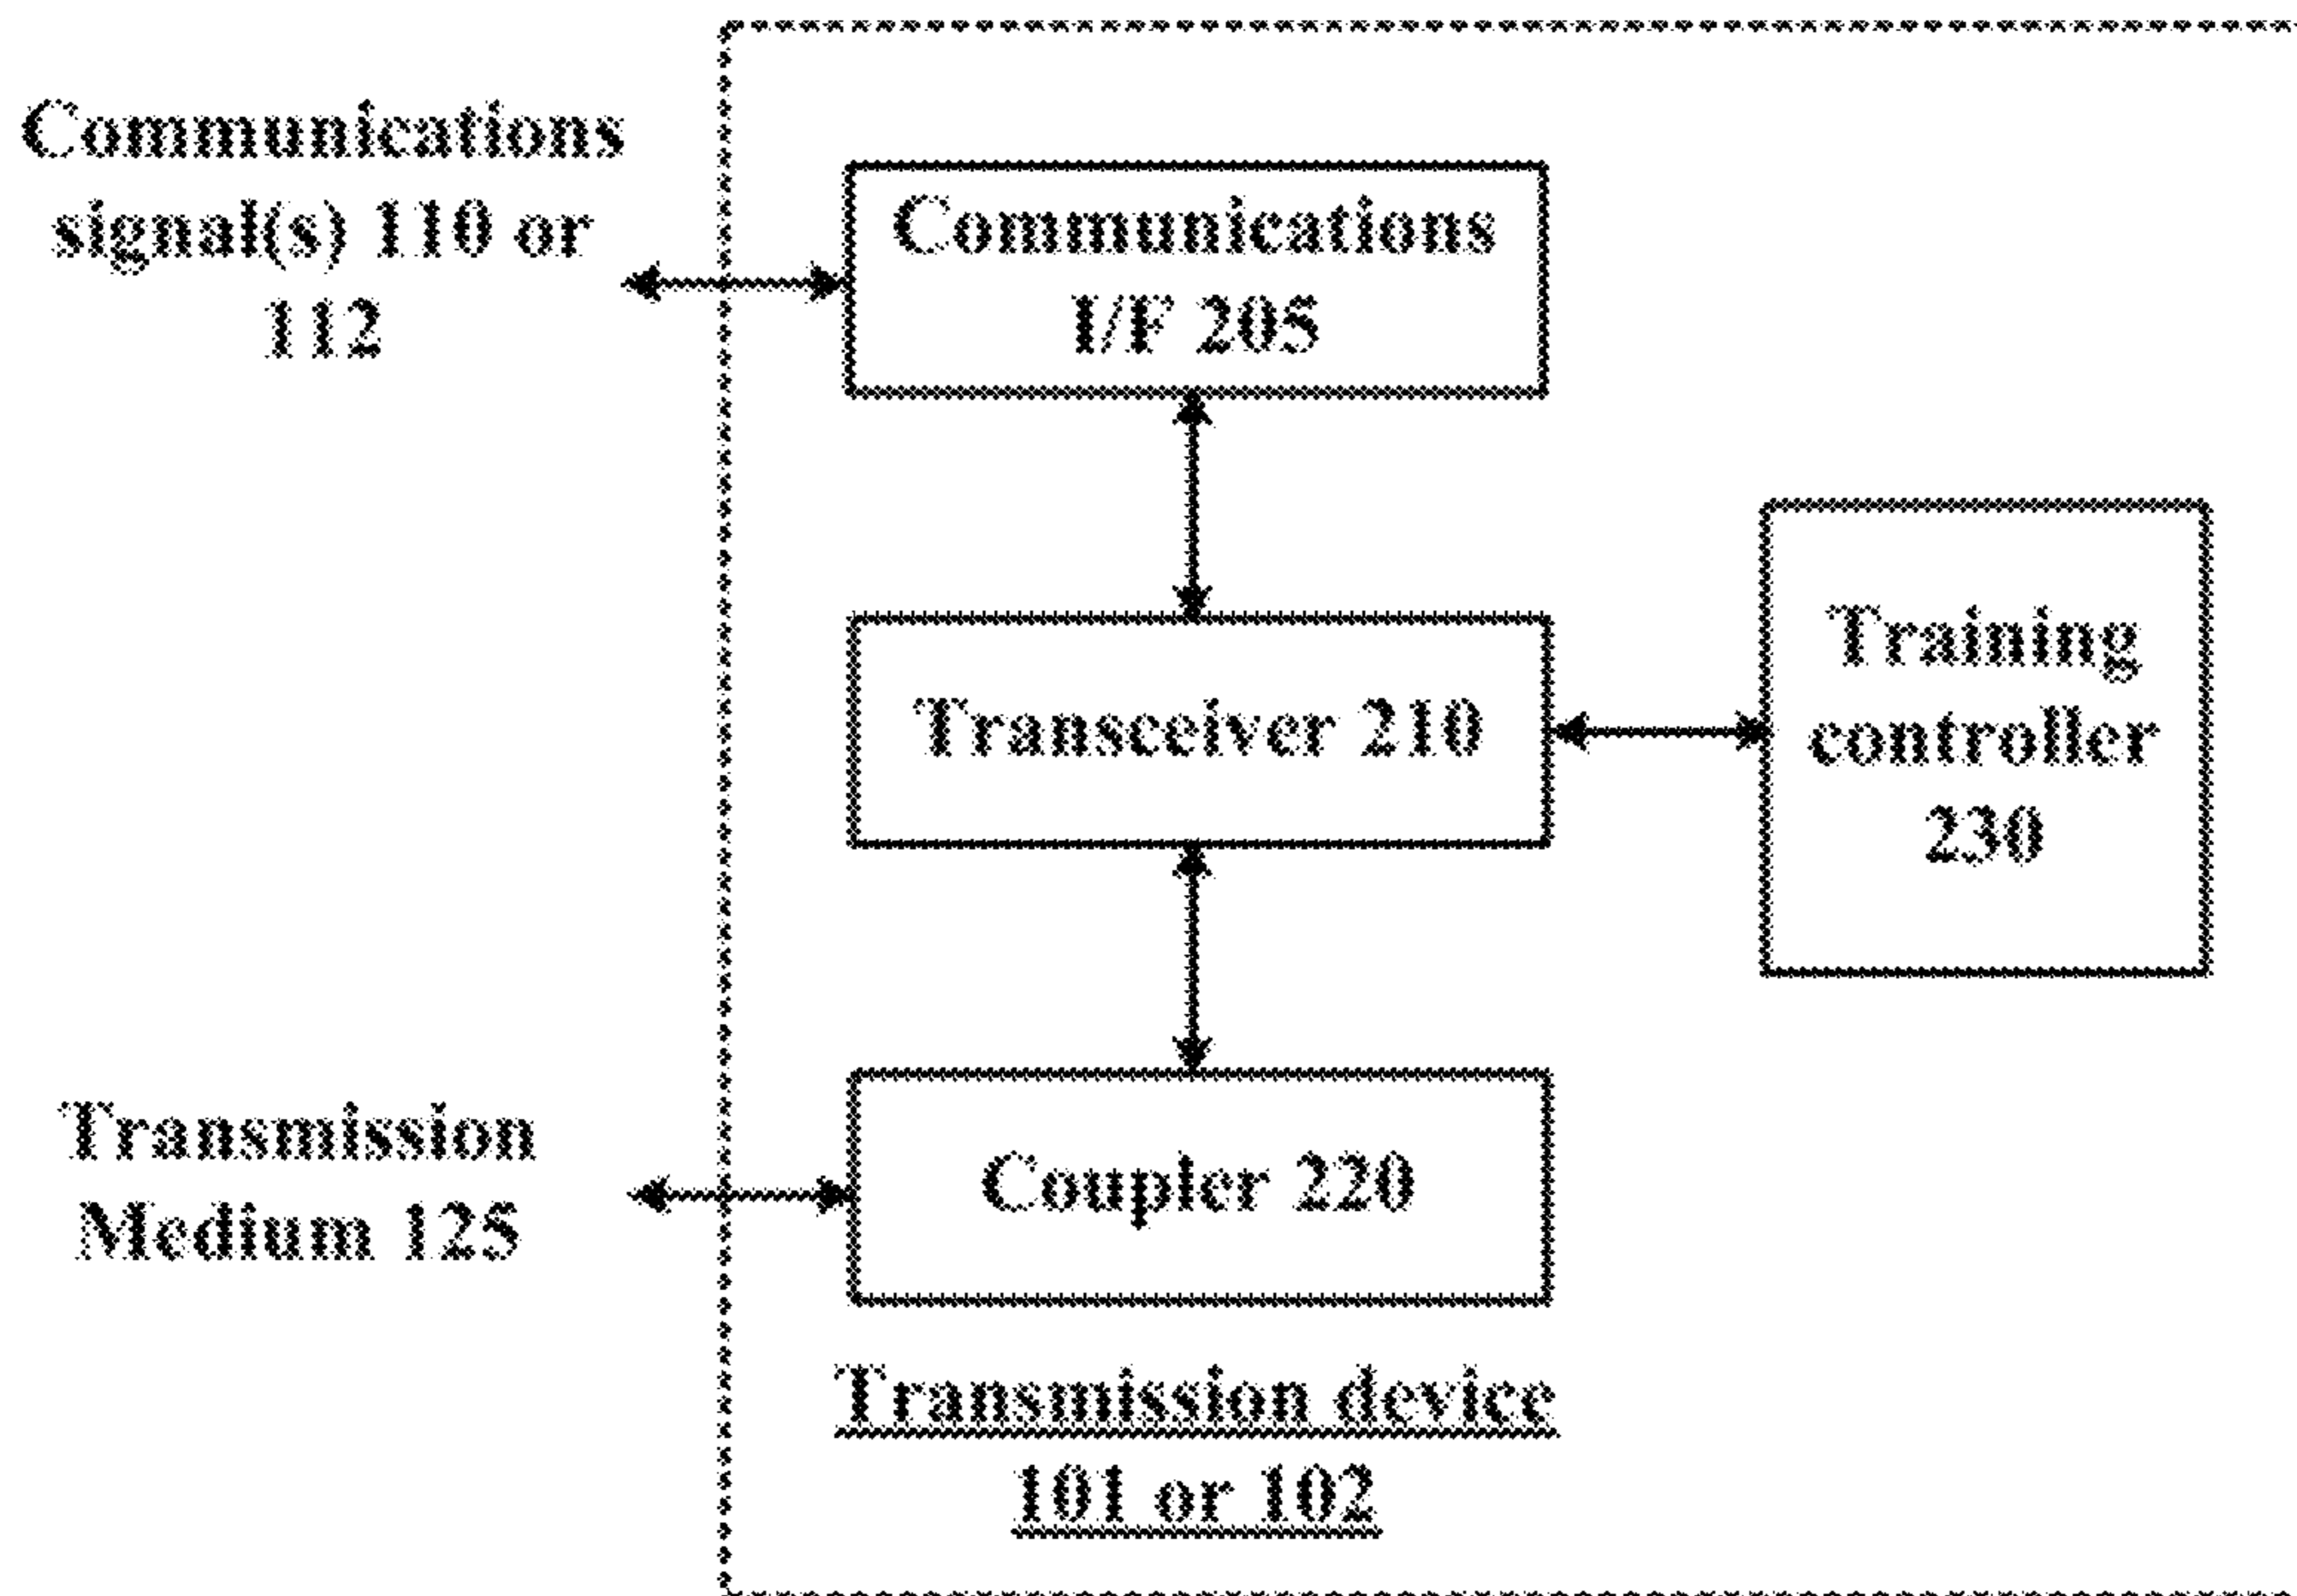 Communications
signal(s) 110 or
112
Communications
I/F 205
Transceiver 210
Training
controller
230
Transmission
Medium 125
Coupler 220
Transmission device
101 or 102